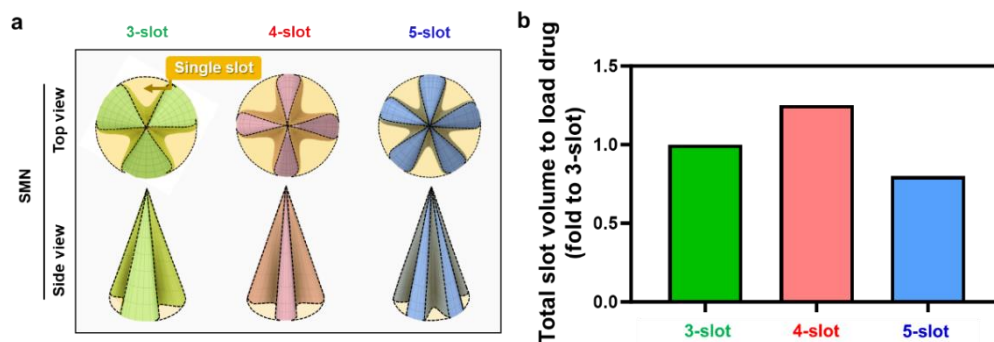 a
3-slot 4-slot 5-slot
Single slot
SMN
Top view
Side view
b
Total slot volume to load drug
(fold to 3-slot)
1.5
1.0
0.5
0.0
3-slot 4-slot 5-slot